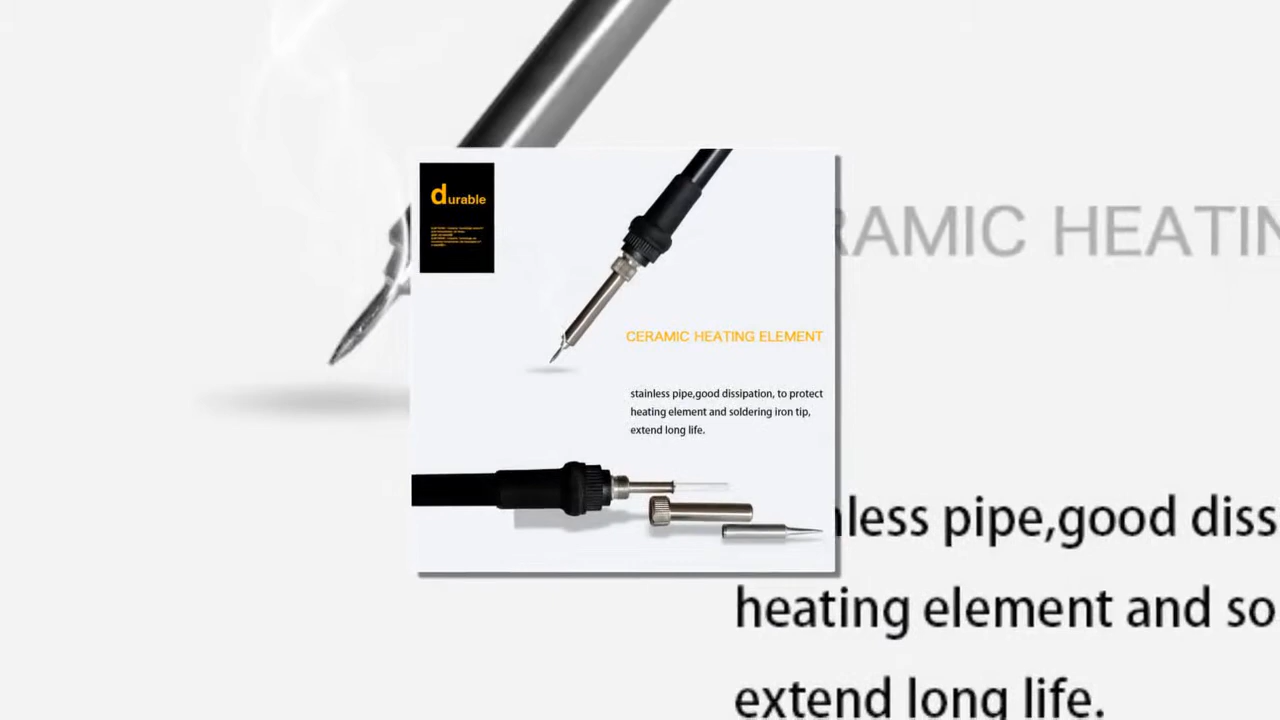 durable
CERAMIC HEATING ELEMENT
stainless pipe,good dissipation, to protect
heating element and soldering iron tip,
extend long life.
RAMIC HEATIN
nless pipe,good diss
heating element and so
extend long life.